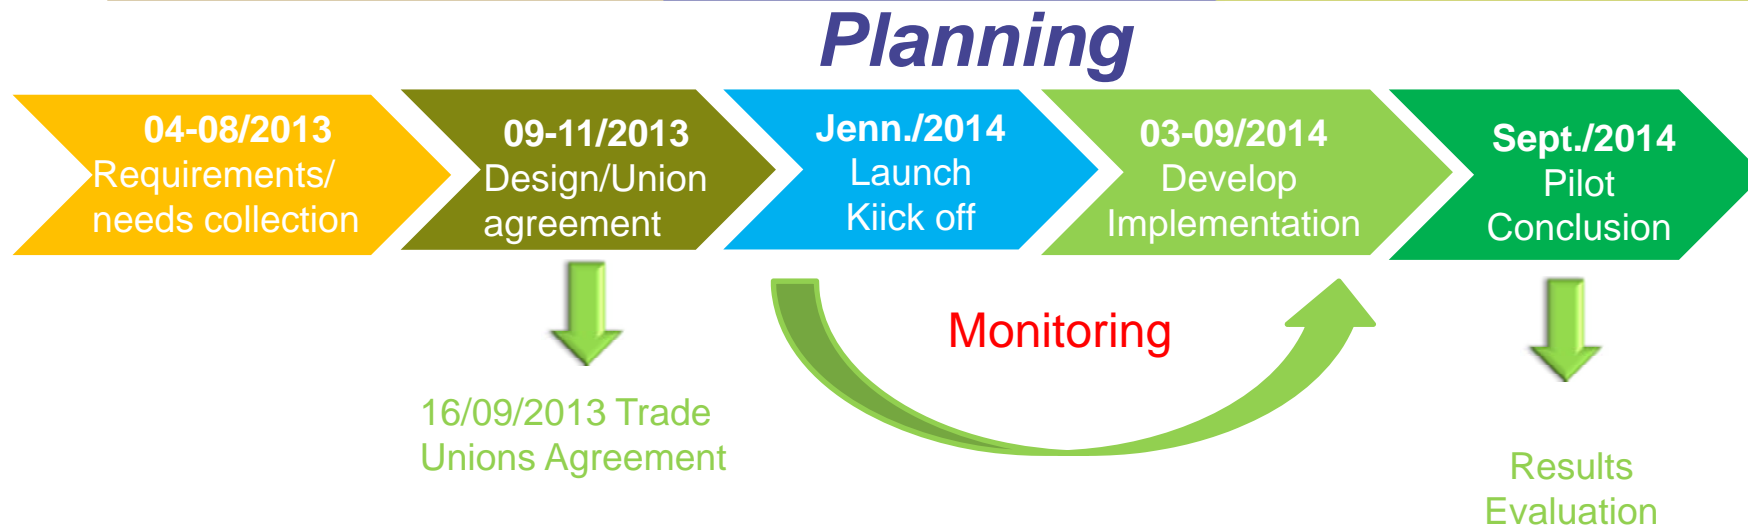 Planning
04-08/2013
Requirements/
needs collection
09-11/2013
Design/Union
agreement
Jenn./2014
Launch
Kiick off
03-09/2014
Develop
Implementation
Sept./2014
Pilot
Conclusion
Monitoring
16/09/2013 Trade
Unions Agreement
Results
Evaluation